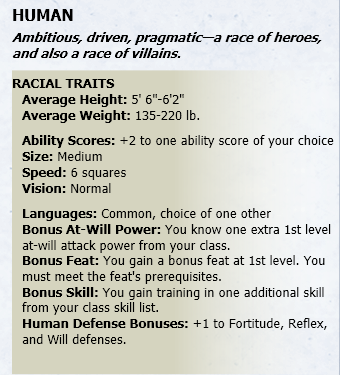 HUMAN
Ambitious, driven, pragmatic—a race of heroes,
and also a race of villains.
RACIAL TRAITS
Average Height: 5' 6"-6'2"
Average Weight: 135-220 lb.
Ability Scores: +2 to one ability score of your choice
Size: Medium
Speed: 6 squares
Vision: Normal
Languages: Common, choice of one other
Bonus At-Will Power: You know one extra 1st level
at-will attack power from your class.
Bonus Feat: You gain a bonus feat at 1st level. You
must meet the feat's prerequisites.
Bonus Skill: You gain training in one additional skill
from your class skill list.
Human Defense Bonuses: +1 to Fortitude, Reflex,
and Will defenses.